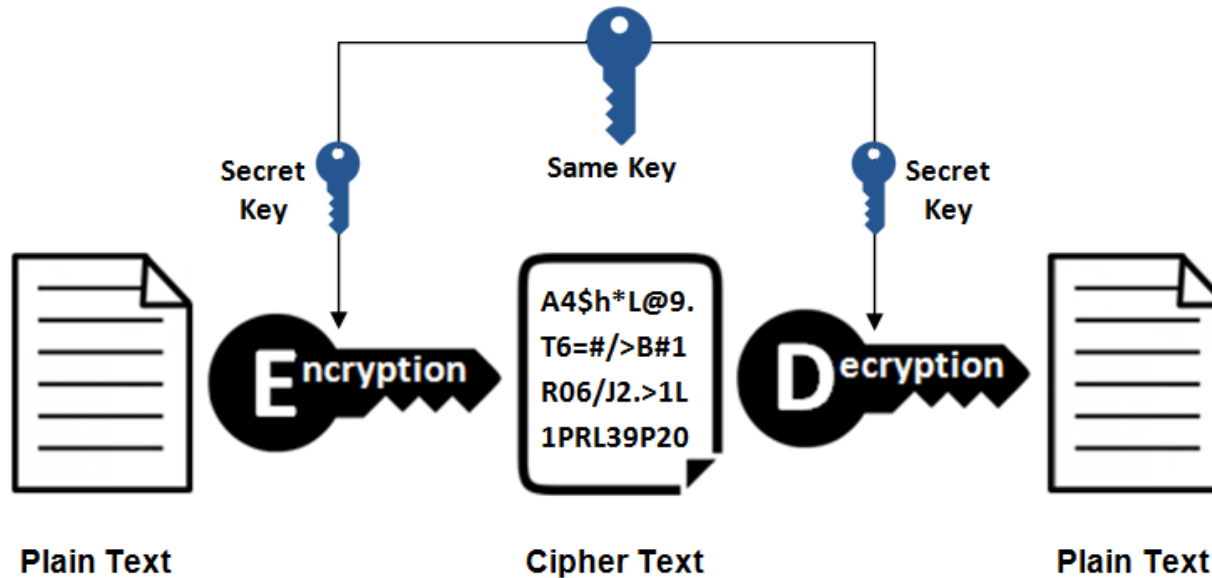 Same Key
Secret
Key
Secret
Key
Encryption
A4$h*L@9.
T6=#/>B#1
R06/J2.>1L
1PRL39P20
Decryption
Plain Text
Cipher Text
Plain Text